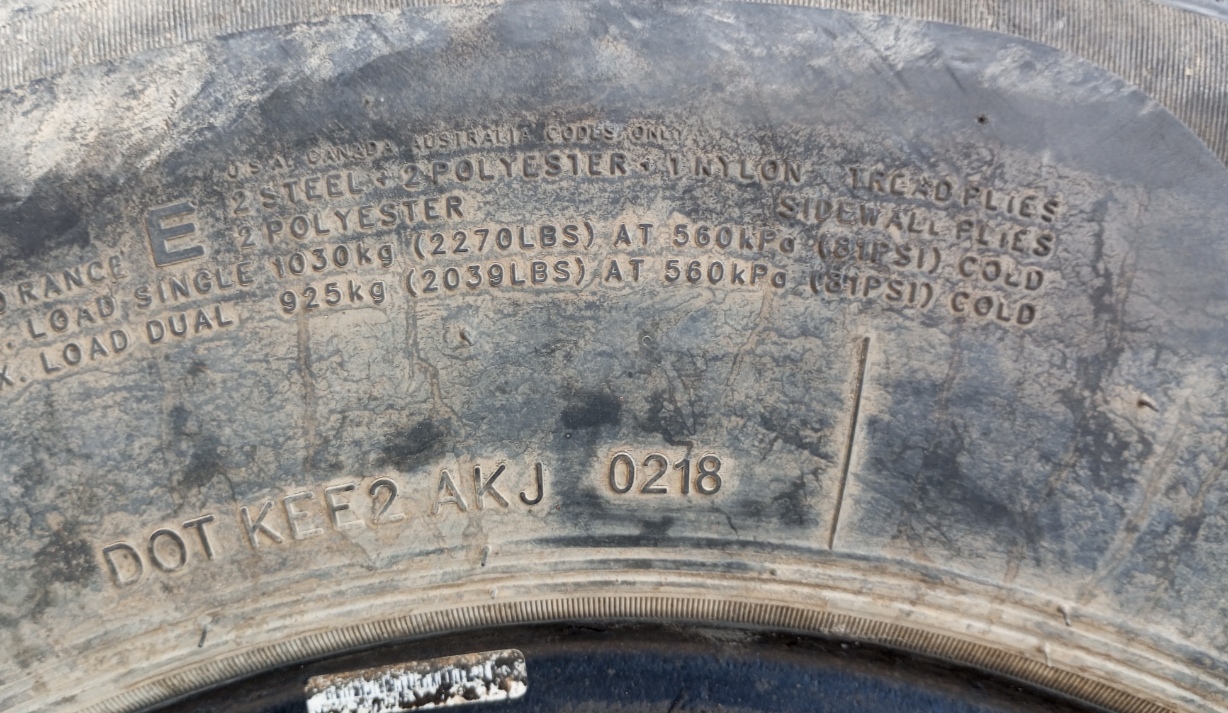 U.S.A. CANADA AUSTRALIA CODES ONLY
2 STEEL + 2 POLYESTER + 1 NYLON TREAD PLIES
E 2 POLYESTER SIDEWALL PLIES
LOAD SINGLE 1030kg (2270LBS) AT 560kPa (81PSI) COLD
LOAD DUAL 925kg (2039LBS) AT 560kPa (81PSI) COLD
DOT KEE2 AKJ 0218